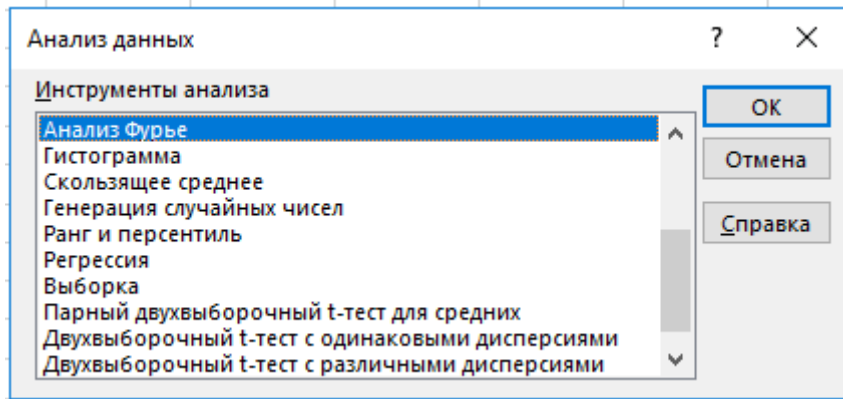 Анализ данных
?
Инструменты анализа
Анализ Фурье
Гистограмма
Скользящее среднее
Генерация случайных чисел
Ранг и персентиль
Регрессия
Выборка
Парный двухвыборочный t-тест для средних
Двухвыборочный t-тест с одинаковыми дисперсиями
Двухвыборочный t-тест с различными дисперсиями
ОК
Отмена
Справка